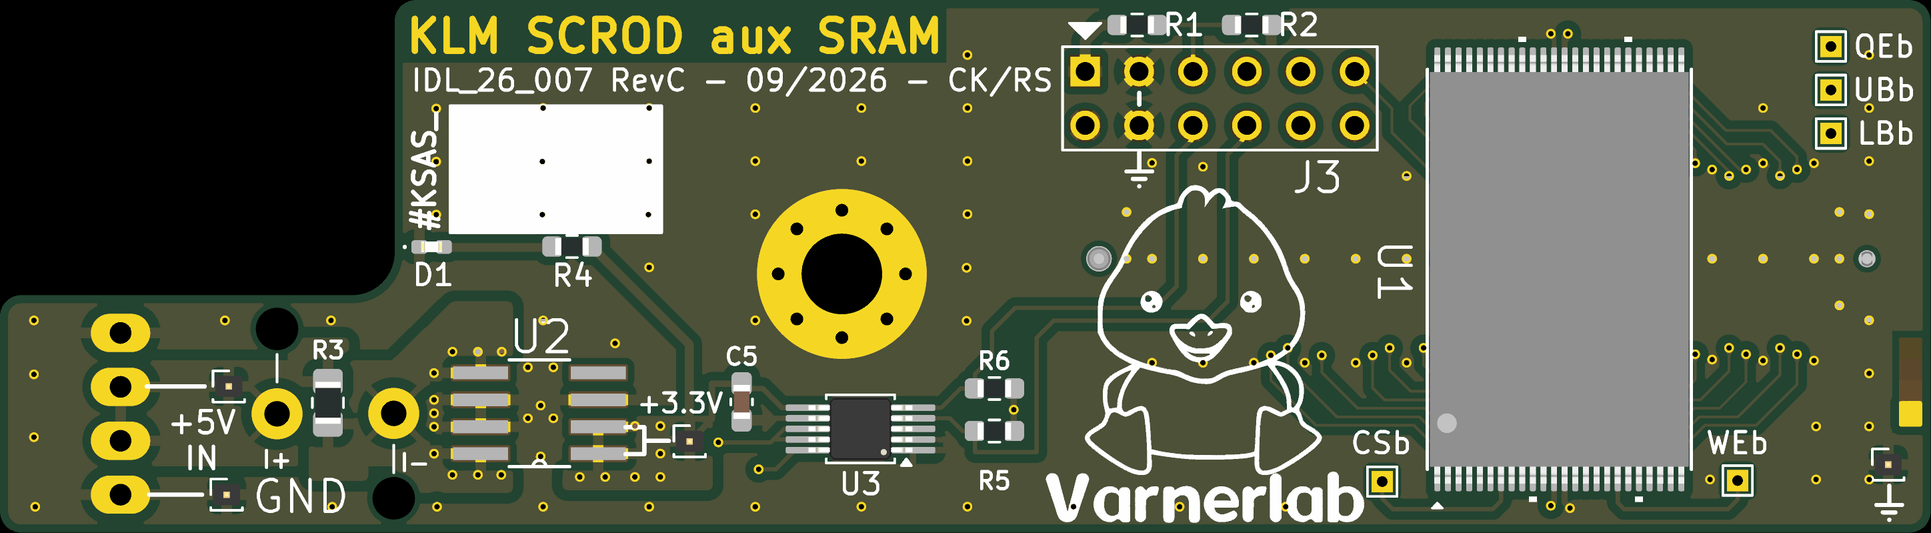 KLM SCROD aux SRAM
IDL_26_007 RevC - 09/2026 - CK/RS
#KSAS_
R1
R2
J3
OEb
UBb
LBb
D1
R4
U1
U2
R3
C5
+3.3V
+5V
IN
I+
I-
GND
U3
R6
R5
Varnerlab
CSb
WEb